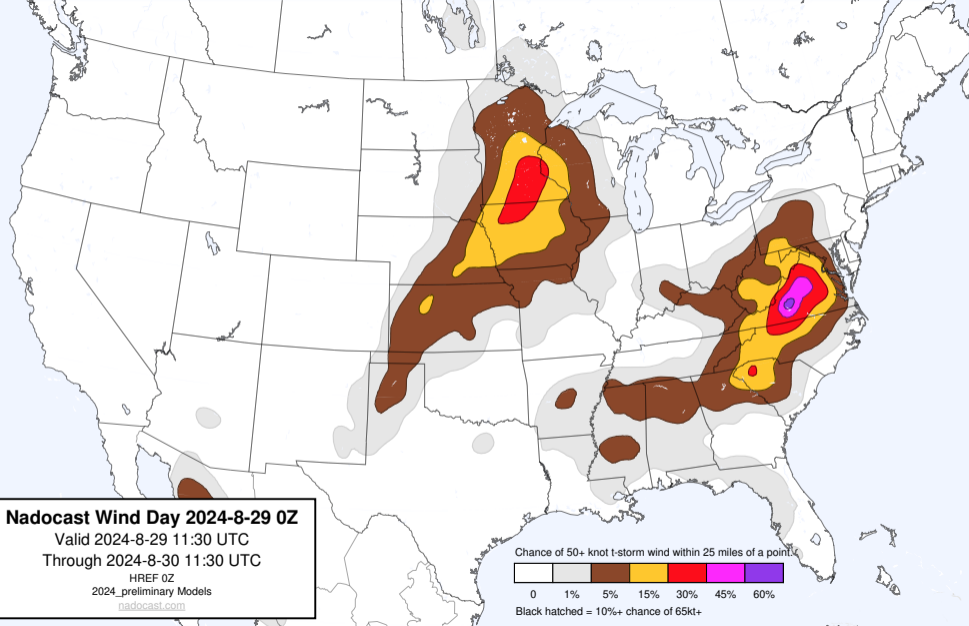 Nadocast Wind Day 2024-8-29 0Z
Valid 2024-8-29 11:30 UTC
Through 2024-8-30 11:30 UTC
HREF 0Z
2024_preliminary Models
nadocast.com
Chance of 50+ knot t-storm wind within 25 miles of a point.
0 1% 5% 15% 30% 45% 60%
Black hatched = 10%+ chance of 65kt+